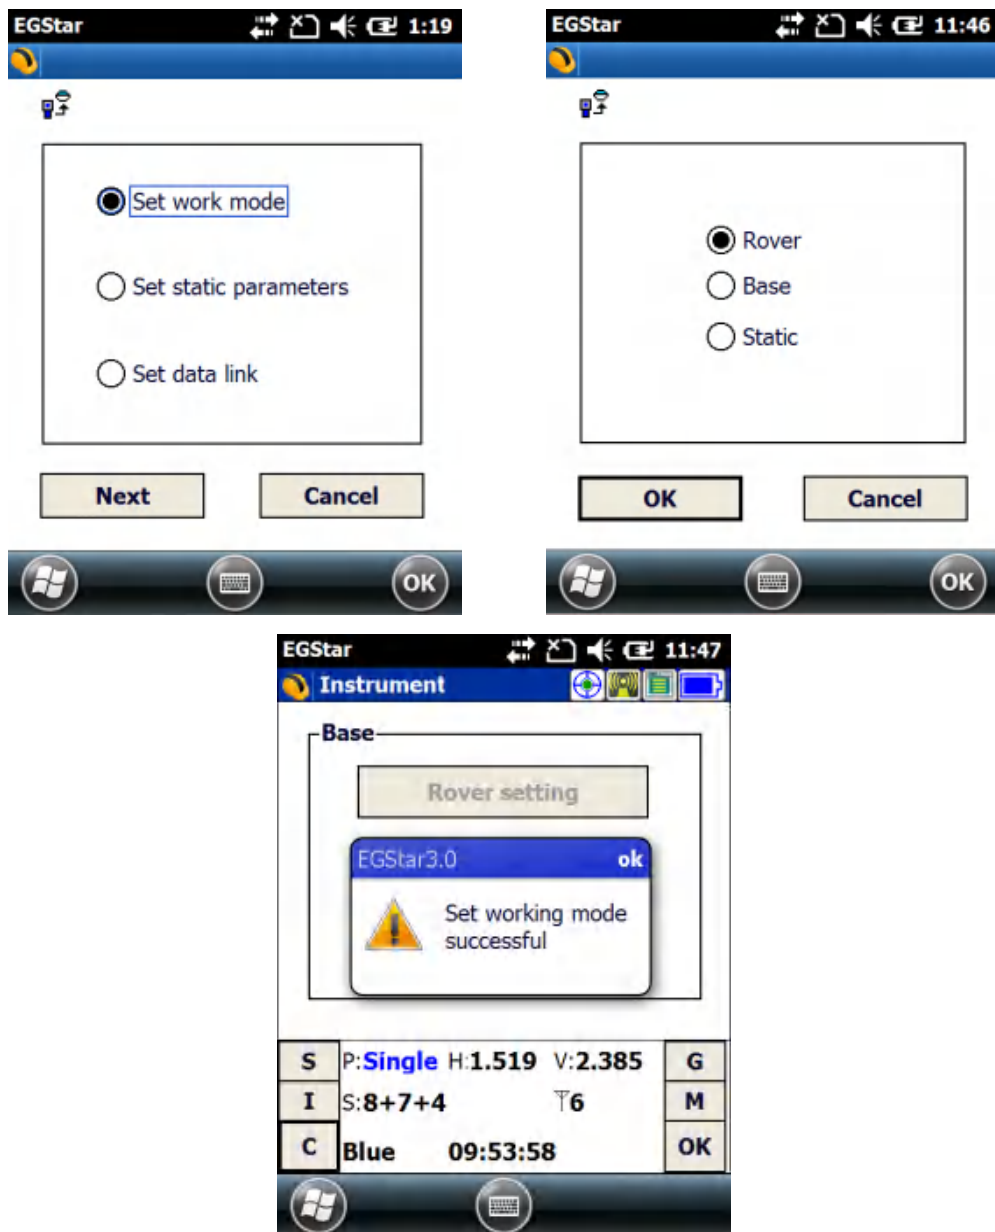 EGStar 1:19
Set work mode
Set static parameters
Set data link
Next Cancel
OK
EGStar 11:46
Rover
Base
Static
OK Cancel
OK
EGStar 11:47
Instrument
Base
Rover setting
EGStar3.0 ok
Set working mode
successful
S P:Single H:1.519 V:2.385 G
I S:8+7+4 6 M
C Blue 09:53:58 OK